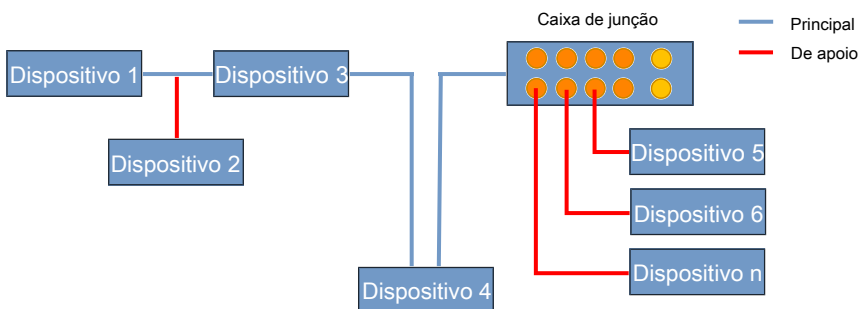 Caixa de junção
Principal
De apoio
Dispositivo 1
Dispositivo 3
Dispositivo 2
Dispositivo 5
Dispositivo 6
Dispositivo 4
Dispositivo n